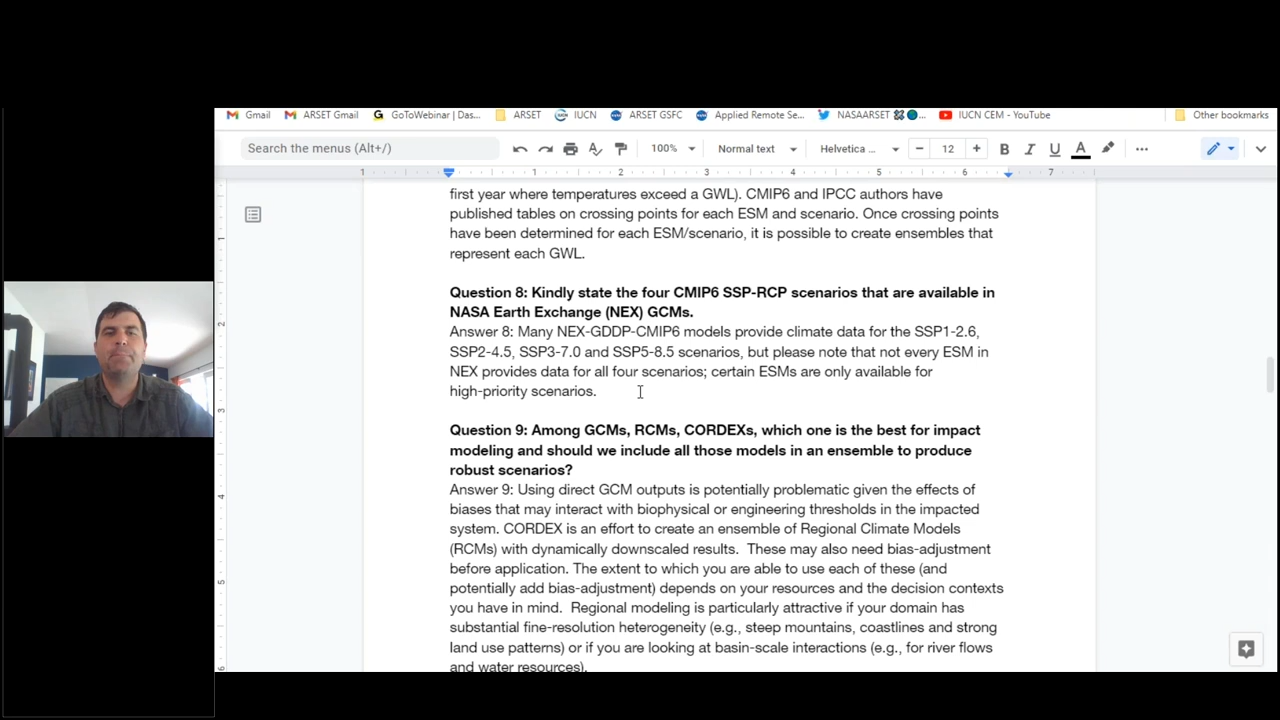 Gmail ARSET Gmail GoToWebinar | Das... ARSET IUCN ARSET GSFC Applied Remote Se... NASAARSET IUCN CEM - YouTube Other bookmarks
Search the menus (Alt+/) 100% Normal text Helvetica ... 12 B I U A
1 1 2 3 4 5 6 7
first year where temperatures exceed a GWL). CMIP6 and IPCC authors have
published tables on crossing points for each ESM and scenario. Once crossing points
have been determined for each ESM/scenario, it is possible to create ensembles that
represent each GWL.
Question 8: Kindly state the four CMIP6 SSP-RCP scenarios that are available in
NASA Earth Exchange (NEX) GCMs.
Answer 8: Many NEX-GDDP-CMIP6 models provide climate data for the SSP1-2.6,
SSP2-4.5, SSP3-7.0 and SSP5-8.5 scenarios, but please note that not every ESM in
NEX provides data for all four scenarios; certain ESMs are only available for
high-priority scenarios.
Question 9: Among GCMs, RCMs, CORDEXs, which one is the best for impact
modeling and should we include all those models in an ensemble to produce
robust scenarios?
Answer 9: Using direct GCM outputs is potentially problematic given the effects of
biases that may interact with biophysical or engineering thresholds in the impacted
system. CORDEX is an effort to create an ensemble of Regional Climate Models
(RCMs) with dynamically downscaled results. These may also need bias-adjustment
before application. The extent to which you are able to use each of these (and
potentially add bias-adjustment) depends on your resources and the decision contexts
you have in mind. Regional modeling is particularly attractive if your domain has
substantial fine-resolution heterogeneity (e.g., steep mountains, coastlines and strong
land use patterns) or if you are looking at basin-scale interactions (e.g., for river flows
and water resources).
1
2
3
4
5
6